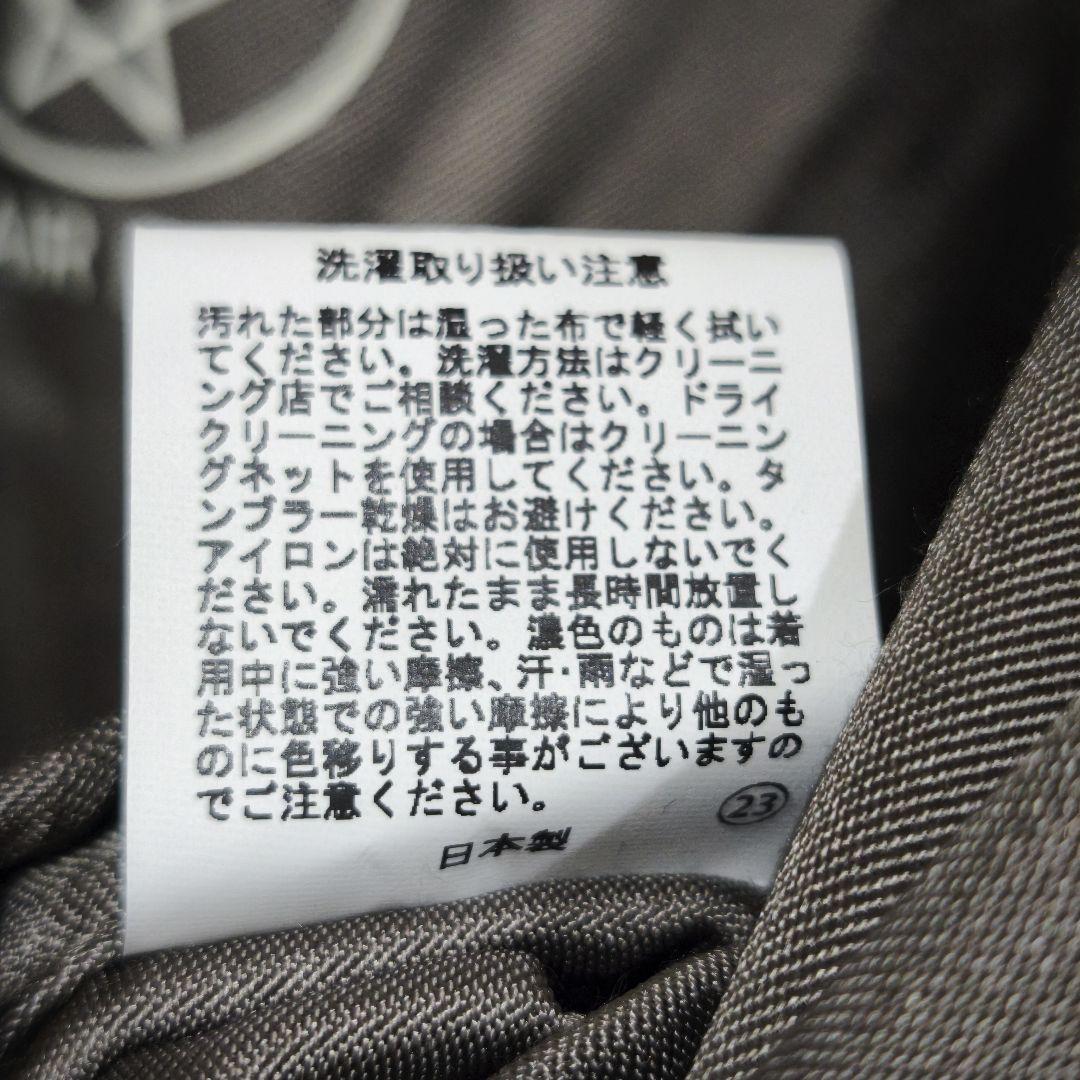 AIR
洗濯取り扱い注意
汚れた部分は湿った布で軽く拭い
てください。洗濯方法はクリーニ
ング店でご相談ください。ドライ
クリーニングの場合はクリーニン
グネットを使用してください。タ
ンブラー乾燥はお避けください。
アイロンは絶対に使用しないでく
ださい。濡れたまま長時間放置し
ないでください。濃色のものは着
用中に強い摩擦、汗・雨などで湿っ
た状態での強い摩擦により他のも
のに色移りする事がございますの
でご注意ください。
23
日本製